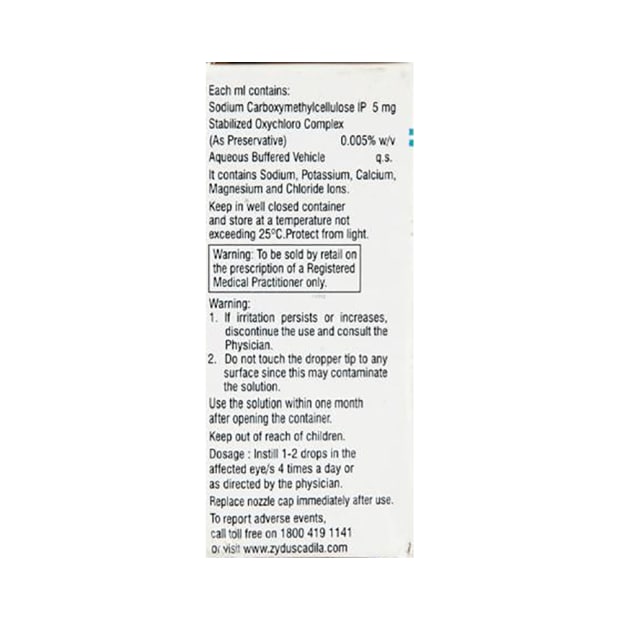 Each ml contains:
Sodium Carboxymethylcellulose IP 5 mg
Stabilized Oxychloro Complex
(As Preservative) 0.005% w/v
Aqueous Buffered Vehicle q.s.
It contains Sodium, Potassium, Calcium,
Magnesium and Chloride Ions.
Keep in well closed container
and store at a temperature not
exceeding 25°C.Protect from light.
Warning: To be sold by retail on
the prescription of a Registered
Medical Practitioner only.
Warning:
1. If irritation persists or increases,
discontinue the use and consult the
Physician.
2. Do not touch the dropper tip to any
surface since this may contaminate
the solution.
Use the solution within one month
after opening the container.
Keep out of reach of children.
Dosage : Instill 1-2 drops in the
affected eye/s 4 times a day or
as directed by the physician.
Replace nozzle cap immediately after use.
To report adverse events,
call toll free on 1800 419 1141
or visit www.zyduscadila.com